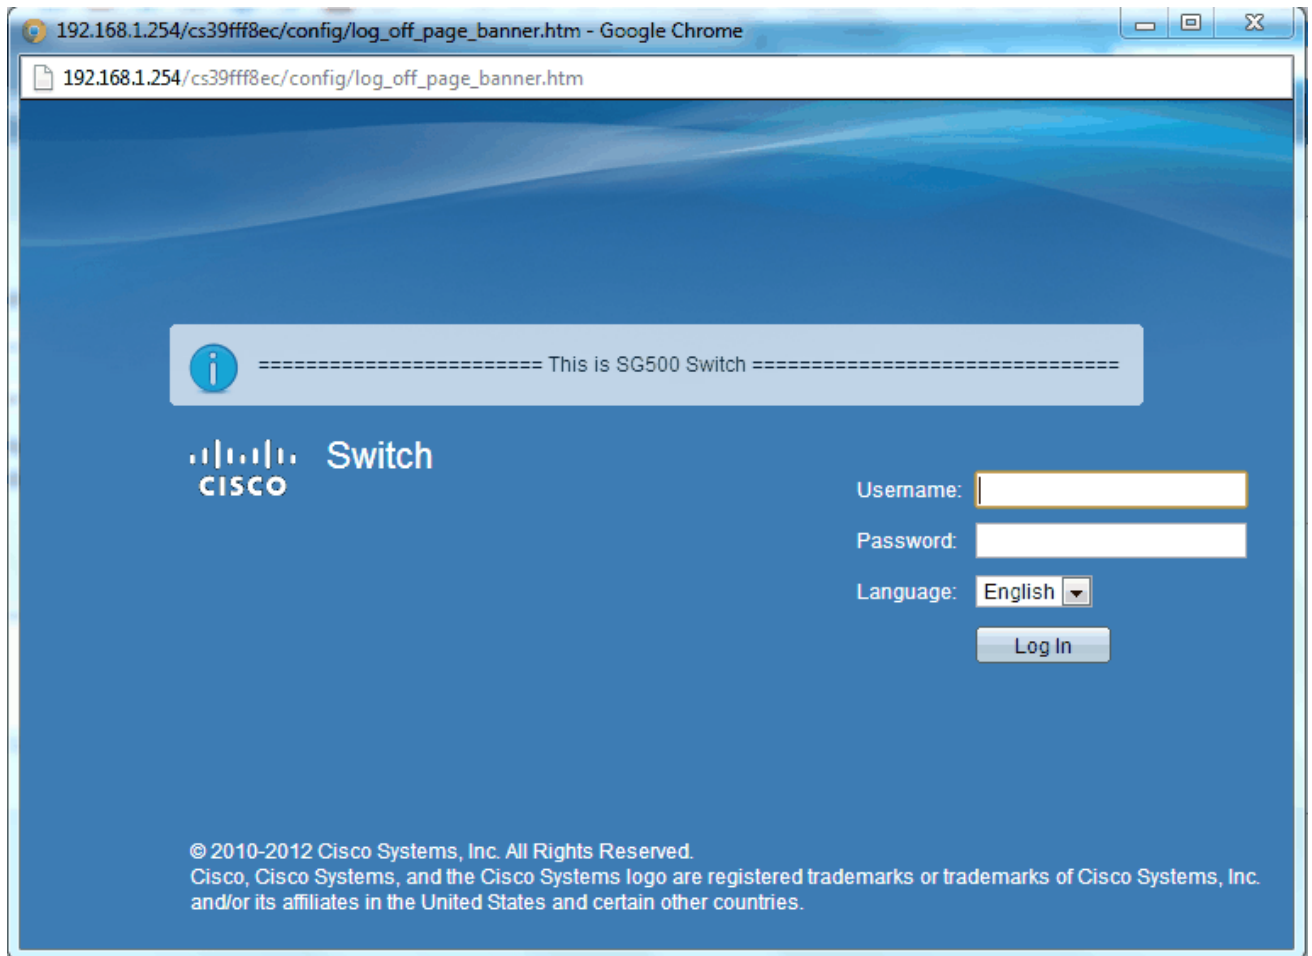 192.168.1.254/cs39fff8ec/config/log_off_page_banner.htm - Google Chrome
192.168.1.254/cs39fff8ec/config/log_off_page_banner.htm
======================== This is SG500 Switch ===============================
CISCO
Switch
Username:
Password:
Language: English
Log In
© 2010-2012 Cisco Systems, Inc. All Rights Reserved.
Cisco, Cisco Systems, and the Cisco Systems logo are registered trademarks or trademarks of Cisco Systems, Inc.
and/or its affiliates in the United States and certain other countries.